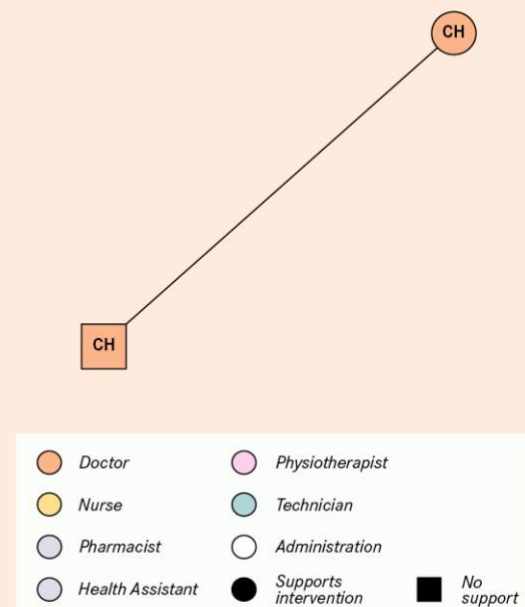 CH
CH
Doctor
Physiotherapist
Nurse
Technician
Pharmacist
Administration
Health Assistant
Supports
intervention
No
support